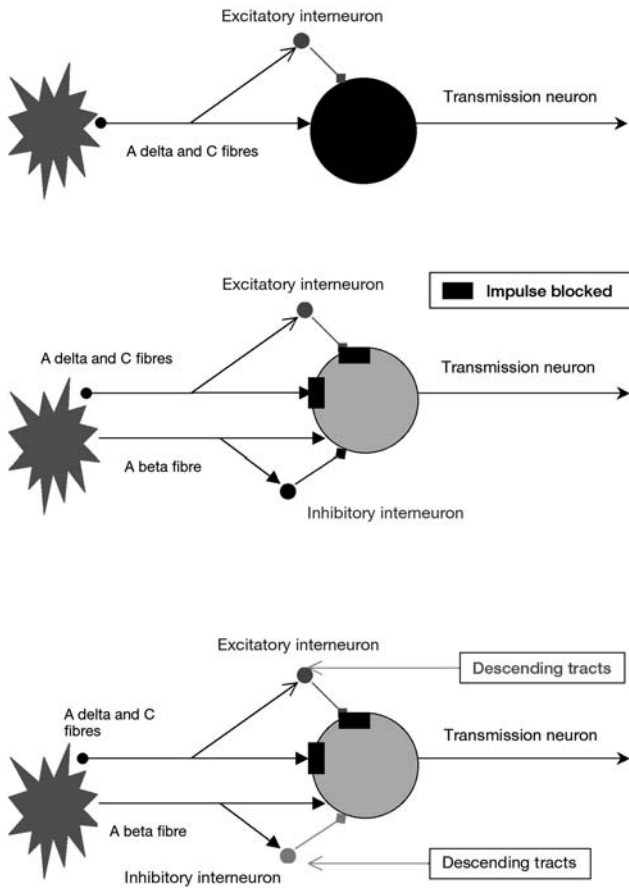 Excitatory interneuron
Transmission neuron
A delta and C fibres
Excitatory interneuron
Impulse blocked
A delta and C fibres
Transmission neuron
A beta fibre
Inhibitory interneuron
Excitatory interneuron
Descending tracts
A delta and C
fibres
Transmission neuron
A beta fibre
Inhibitory interneuron
Descending tracts